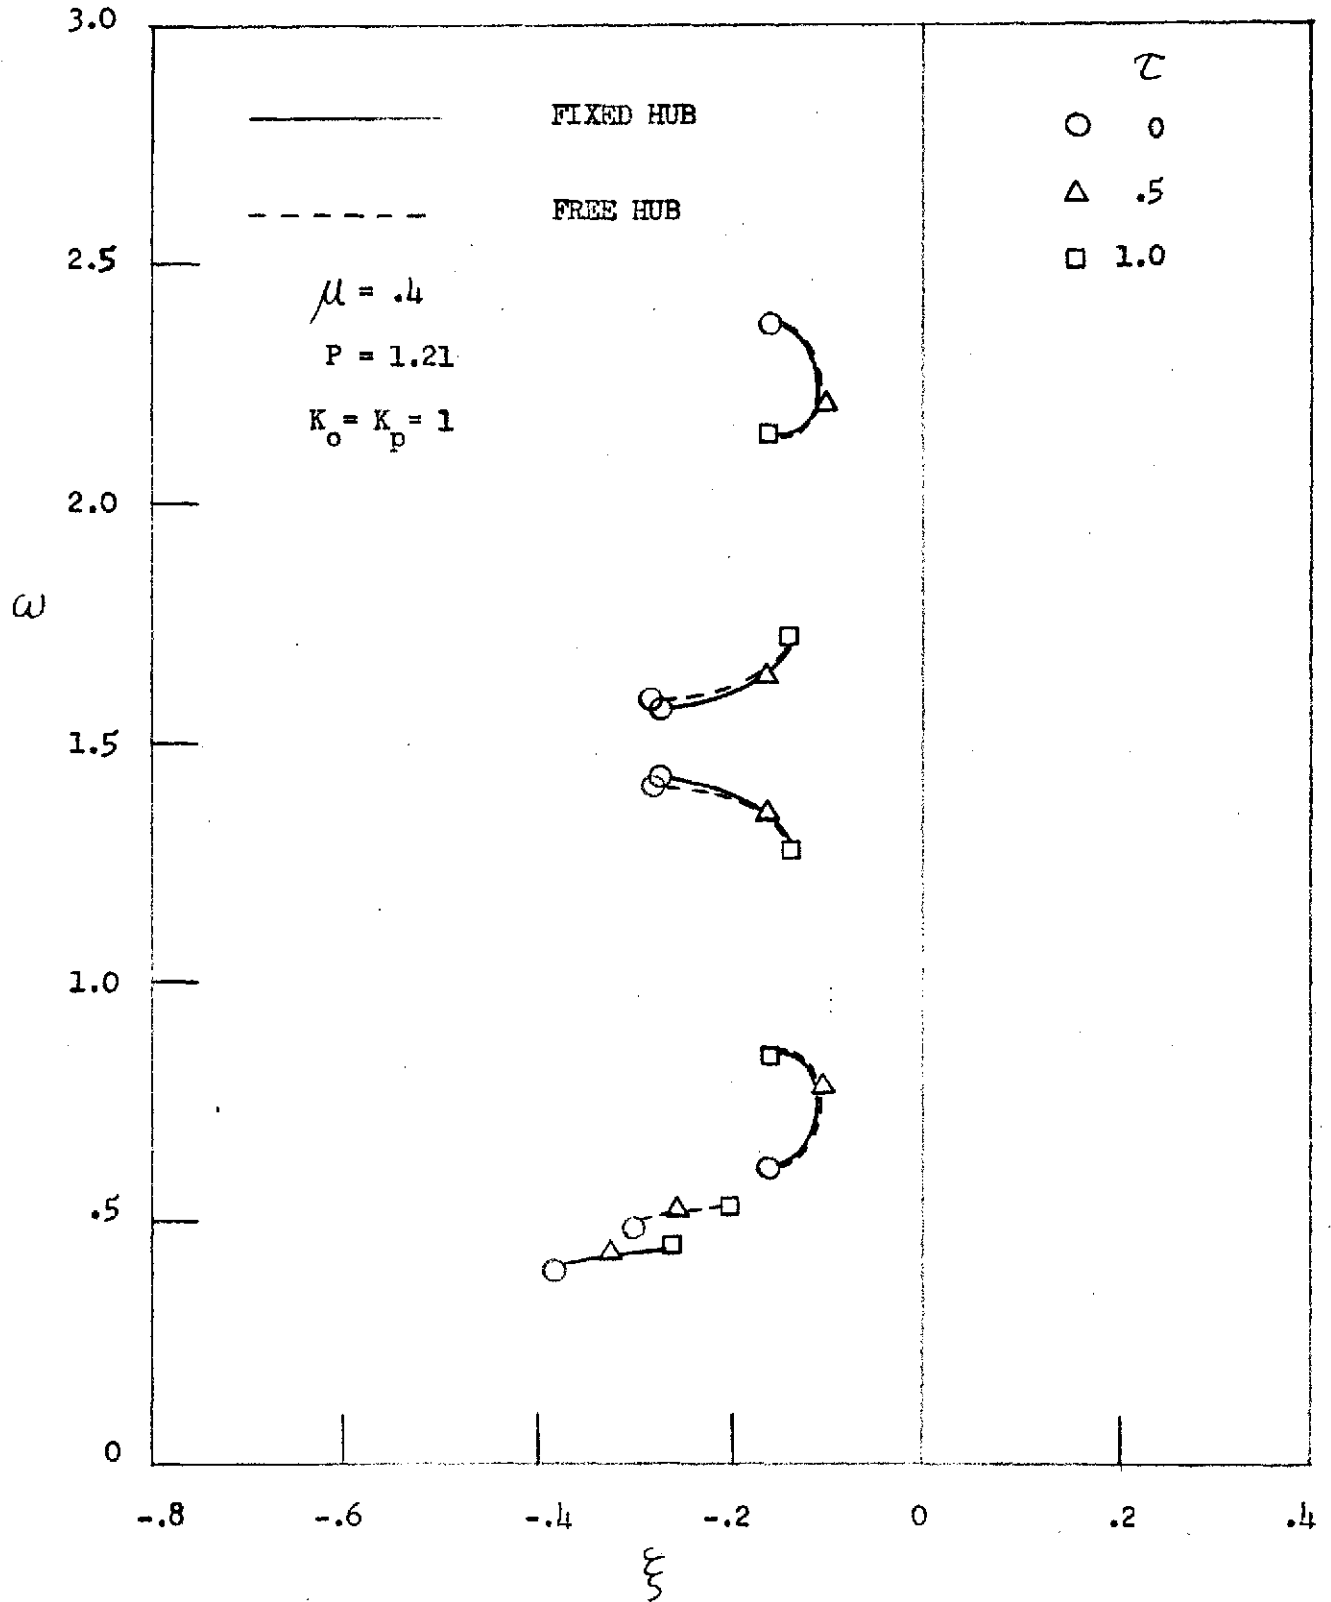 3.0
τ
FIXED HUB
○ 0
△ .5
FREE HUB
□ 1.0
2.5
μ = .4
P = 1.21
K_o = K_p = 1
2.0
ω
1.5
1.0
.5
0
-.8 -.6 -.4 -.2 0 .2 .4
ξ